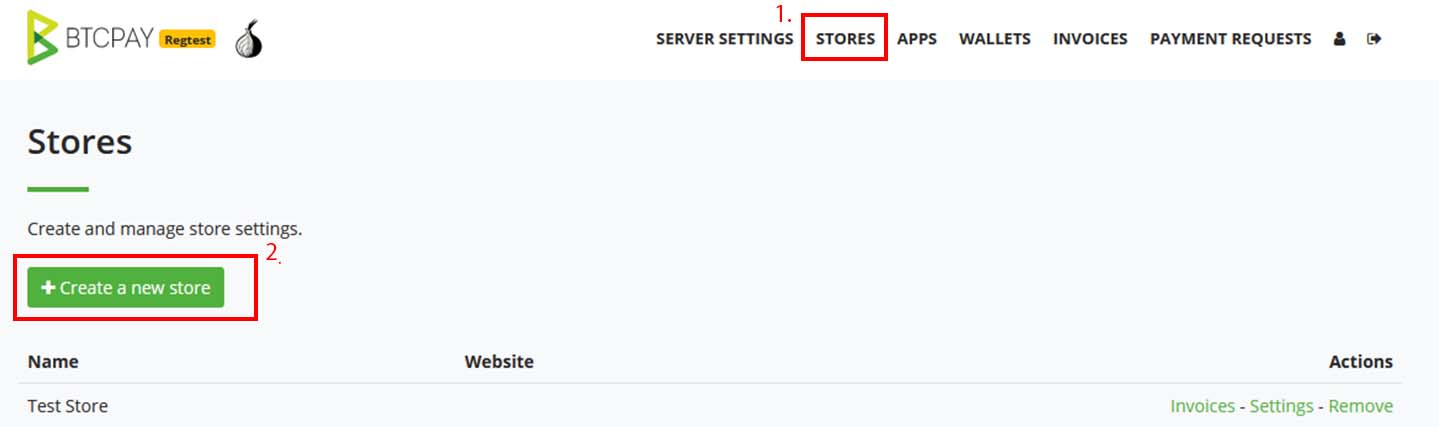 1.
BTCPAY Regtest SERVER SETTINGS STORES APPS WALLETS INVOICES PAYMENT REQUESTS
Stores
Create and manage store settings.
2.
Create a new store
Name Website Actions
Test Store Invoices - Settings - Remove